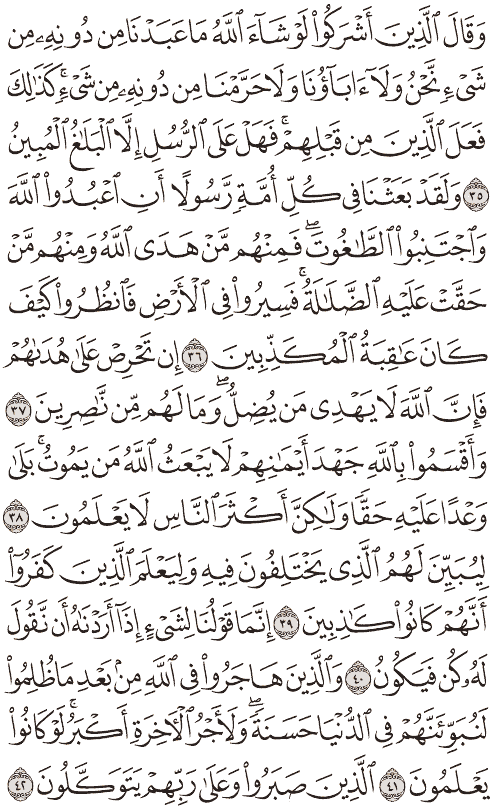 وَقَالَ ٱلَّذِينَ أَشْرَكُوا۟ لَوْ شَآءَ ٱللَّهُ مَا عَبَدْنَا مِن دُونِهِۦ مِن
شَىْءٍ نَّحْنُ وَلَآ ءَابَآؤُنَا وَلَا حَرَّمْنَا مِن دُونِهِۦ مِن شَىْءٍ ۚ كَذَٰلِكَ
فَعَلَ ٱلَّذِينَ مِن قَبْلِهِمْ ۚ فَهَلْ عَلَى ٱلرُّسُلِ إِلَّا ٱلْبَلَٰغُ ٱلْمُبِينُ
٣٥ وَلَقَدْ بَعَثْنَا فِى كُلِّ أُمَّةٍ رَّسُولًا أَنِ ٱعْبُدُوا۟ ٱللَّهَ
وَٱجْتَنِبُوا۟ ٱلطَّٰغُوتَ ۖ فَمِنْهُم مَّنْ هَدَى ٱللَّهُ وَمِنْهُم مَّنْ
حَقَّتْ عَلَيْهِ ٱلضَّلَٰلَةُ ۚ فَسِيرُوا۟ فِى ٱلْأَرْضِ فَٱنظُرُوا۟ كَيْفَ
كَانَ عَٰقِبَةُ ٱلْمُكَذِّبِينَ ٣٦ إِن تَحْرِصْ عَلَىٰ هُدَىٰهُمْ
فَإِنَّ ٱللَّهَ لَا يَهْدِى مَن يُضِلُّ ۖ وَمَا لَهُم مِّن نَّٰصِرِينَ ٣٧
وَأَقْسَمُوا۟ بِٱللَّهِ جَهْدَ أَيْمَٰنِهِمْ لَا يَبْعَثُ ٱللَّهُ مَن يَمُوتُ ۚ بَلَىٰ
وَعْدًا عَلَيْهِ حَقًّا وَلَٰكِنَّ أَكْثَرَ ٱلنَّاسِ لَا يَعْلَمُونَ ٣٨
لِيُبَيِّنَ لَهُمُ ٱلَّذِى يَخْتَلِفُونَ فِيهِ وَلِيَعْلَمَ ٱلَّذِينَ كَفَرُوٓا۟
أَنَّهُمْ كَانُوا۟ كَٰذِبِينَ ٣٩ إِنَّمَا قَوْلُنَا لِشَىْءٍ إِذَآ أَرَدْنَٰهُ أَن نَّقُولَ
لَهُۥ كُن فَيَكُونُ ٤٠ وَٱلَّذِينَ هَاجَرُوا۟ فِى ٱللَّهِ مِنۢ بَعْدِ مَا ظُلِمُوا۟
لَنُبَوِّئَنَّهُمْ فِى ٱلدُّنْيَا حَسَنَةً ۖ وَلَأَجْرُ ٱلْءَاخِرَةِ أَكْبَرُ ۚ لَوْ كَانُوا۟
يَعْلَمُونَ ٤١ ٱلَّذِينَ صَبَرُوا۟ وَعَلَىٰ رَبِّهِمْ يَتَوَكَّلُونَ ٤٢